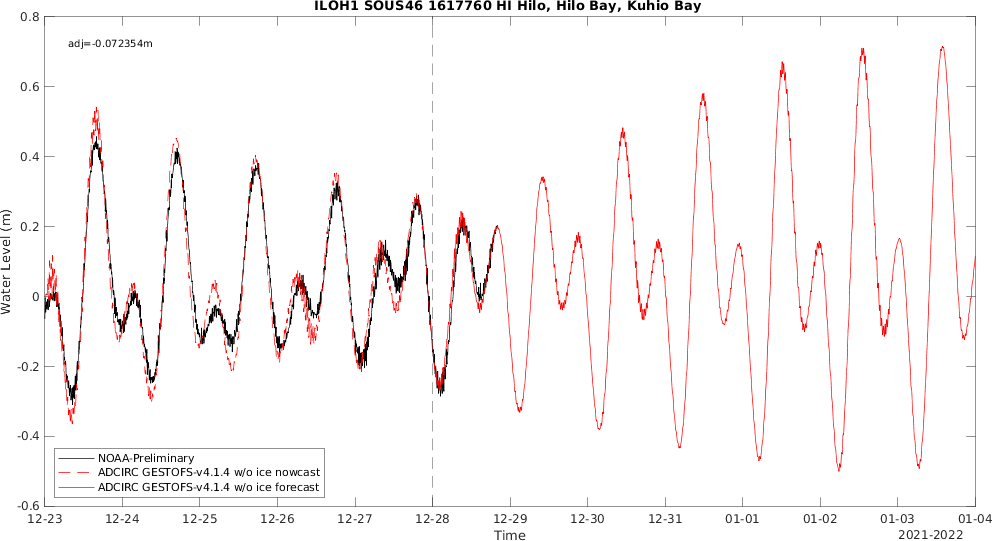 ILOH1 SOUS46 1617760 HI Hilo, Hilo Bay, Kuhio Bay
0.8
adj=-0.072354m
0.6
0.4
0.2
0
-0.2
-0.4
-0.6
Water Level (m)
NOAA-Preliminary
ADCIRC GESTOFS-v4.1.4 w/o ice nowcast
ADCIRC GESTOFS-v4.1.4 w/o ice forecast
12-23 12-24 12-25 12-26 12-27 12-28 12-29 12-30 12-31 01-01 01-02 01-03 01-04
Time
2021-2022